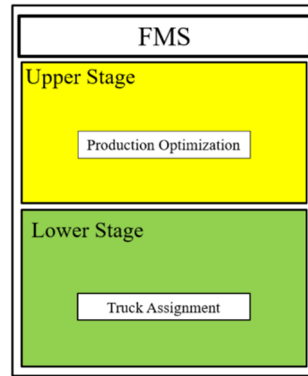 FMS
Upper Stage
Production Optimization
Lower Stage
Truck Assignment